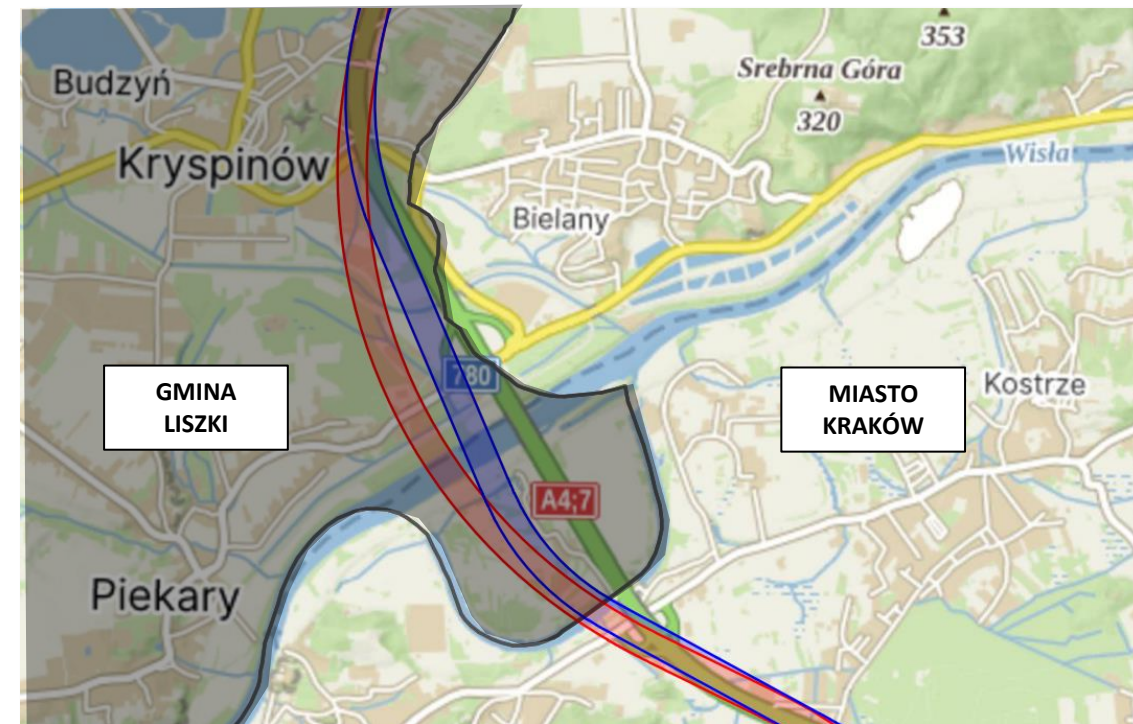 353
Srebrna Góra
320
Budzyń
Kryspinów
Wisła
Bielany
780
GMINA
LISZKI
MIASTO
KRAKÓW
Kostrze
A4;7
Piekary